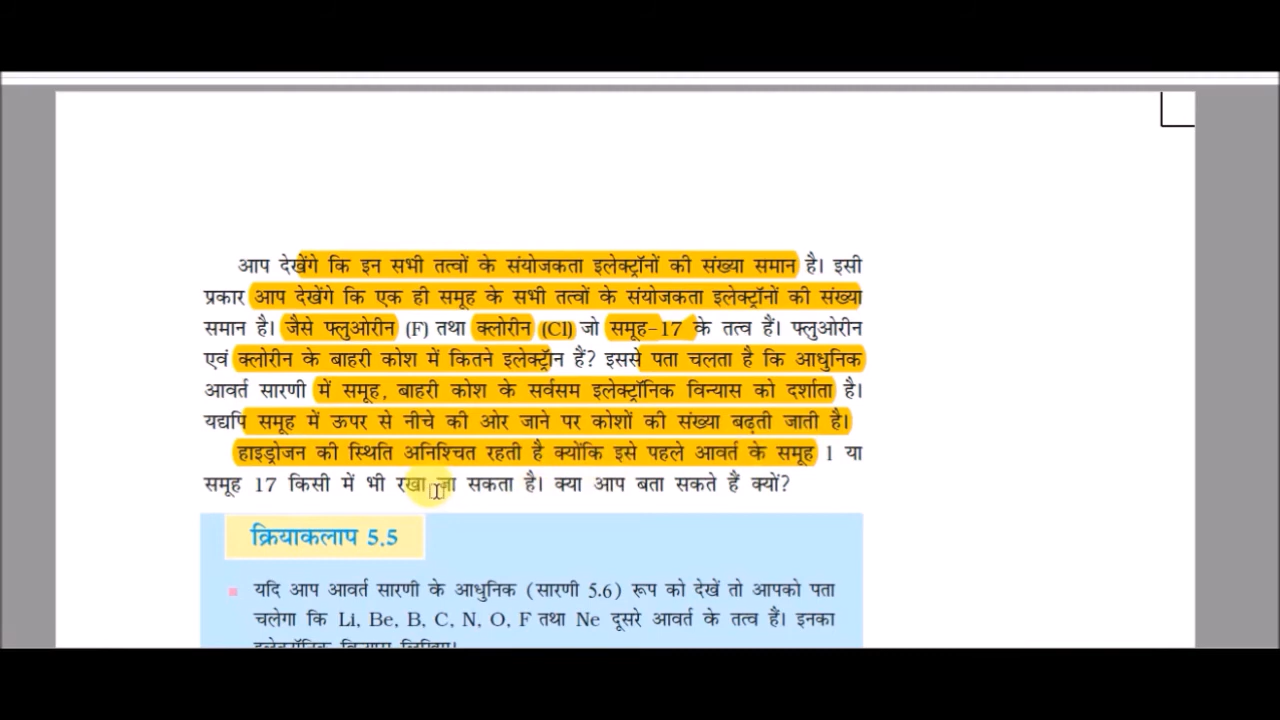 आप देखेंगे कि इन सभी तत्वों के संयोजकता इलेक्ट्रॉनों की संख्या समान है। इसी
प्रकार आप देखेंगे कि एक ही समूह के सभी तत्वों के संयोजकता इलेक्ट्रॉनों की संख्या
समान है। जैसे फ्लुओरीन (F) तथा क्लोरीन (Cl) जो समूह-17 के तत्व हैं। फ्लुओरीन
एवं क्लोरीन के बाहरी कोश में कितने इलेक्ट्रॉन हैं? इससे पता चलता है कि आधुनिक
आवर्त सारणी में समूह, बाहरी कोश के सर्वसम इलेक्ट्रॉनिक विन्यास को दर्शाता है।
यद्यपि समूह में ऊपर से नीचे की ओर जाने पर कोशों की संख्या बढ़ती जाती है।
हाइड्रोजन की स्थिति अनिश्चित रहती है क्योंकि इसे पहले आवर्त के समूह 1 या
समूह 17 किसी में भी रखा जा सकता है। क्या आप बता सकते हैं क्यों?
क्रियाकलाप 5.5
यदि आप आवर्त सारणी के आधुनिक (सारणी 5.6) रूप को देखें तो आपको पता
चलेगा कि Li, Be, B, C, N, O, F तथा Ne दूसरे आवर्त के तत्व हैं। इनका
इलेक्ट्रॉनिक विन्यास लिखिए।